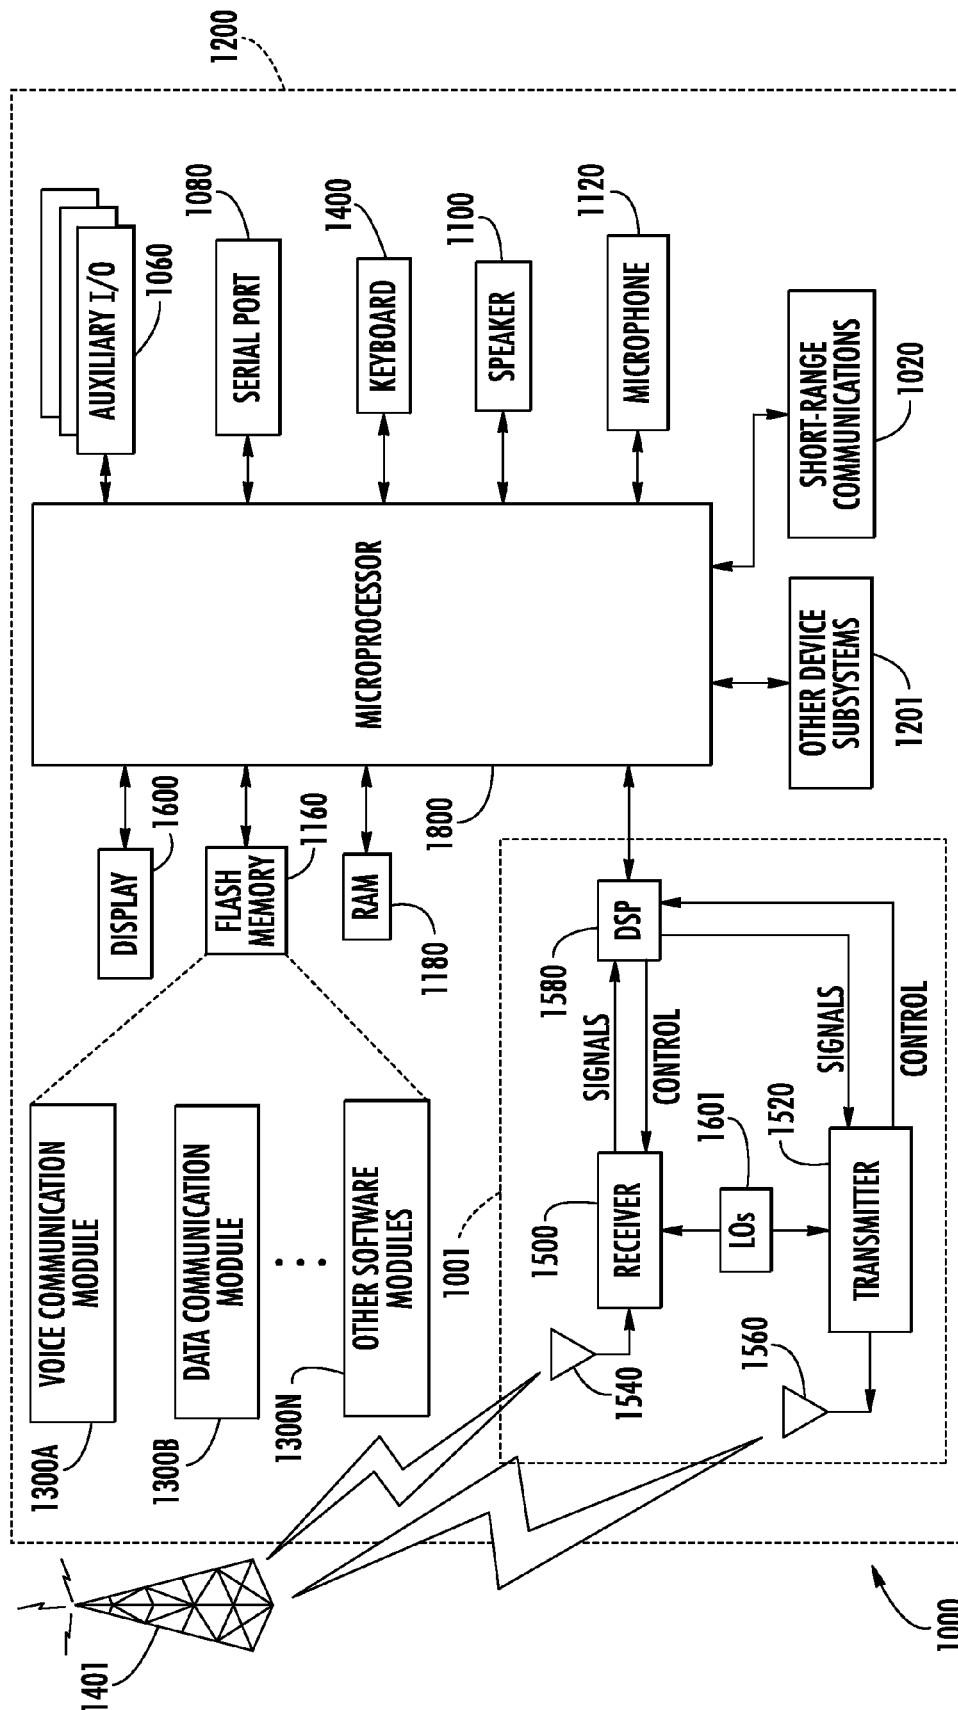 1200
AUXILIARY I/O
1060
SERIAL PORT
1080
KEYBOARD
1400
SPEAKER
1100
MICROPHONE
1120
SHORT-RANGE
COMMUNICATIONS
1020
MICROPROCESSOR
1800
OTHER DEVICE
SUBSYSTEMS
1201
DISPLAY
1600
FLASH
MEMORY
1160
RAM
1180
VOICE COMMUNICATION
MODULE
1300A
DATA COMMUNICATION
MODULE
1300B
OTHER SOFTWARE
MODULES
1300N
1001
DSP
1580
SIGNALS
CONTROL
SIGNALS
CONTROL
RECEIVER
1500
LOs
1601
TRANSMITTER
1520
1540
1560
1401
1000